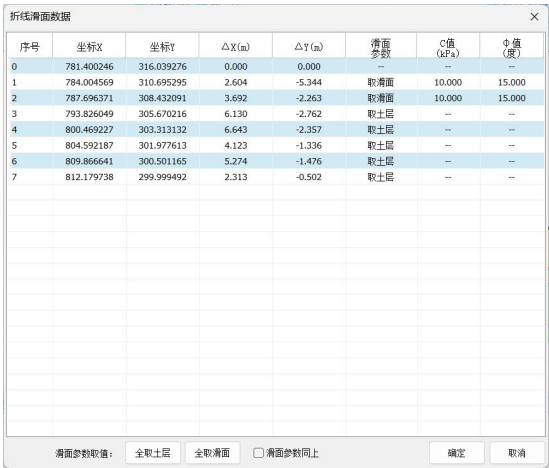 折线滑面数据
序号 坐标X 坐标Y △X(m) △Y(m) 滑面参数 C值(kPa) Φ值(度)
0 781.400246 316.039276 0.000 0.000 -- -- --
1 784.004569 310.695295 2.604 -5.344 取滑面 10.000 15.000
2 787.696371 308.432091 3.692 -2.263 取滑面 10.000 15.000
3 793.826049 305.670216 6.130 -2.762 取土层 -- --
4 800.469227 303.313132 6.643 -2.357 取土层 -- --
5 804.592187 301.977613 4.123 -1.336 取土层 -- --
6 809.866641 300.501165 5.274 -1.476 取土层 -- --
7 812.179738 299.999492 2.313 -0.502 取土层 -- --
滑面参数取值: 全取土层 全取滑面 滑面参数同上 确定 取消